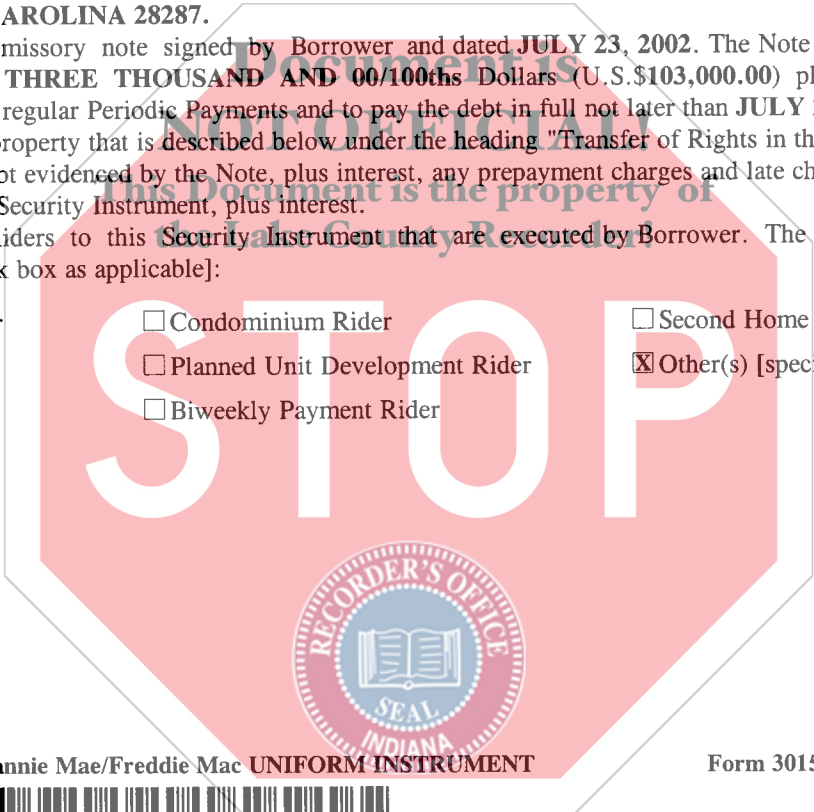 AROLINA 28287.
missory note signed by Borrower and dated JULY 23, 2002. The Note
THREE THOUSAND AND 00/100ths Dollars (U.S.$103,000.00) pl
regular Periodic Payments and to pay the debt in full not later than JULY
roperty that is described below under the heading "Transfer of Rights in th
ot evidenced by the Note, plus interest, any prepayment charges and late ch
Security Instrument, plus interest.
iders to this Security Instrument that are executed by Borrower. The
k box as applicable]:
Document is
NOT OFFICIAL!
This Document is the property of
the Lake County Recorder!
☐ Condominium Rider ☐ Second Home
☐ Planned Unit Development Rider ☒ Other(s) [speci
☐ Biweekly Payment Rider
STOP
RECORDER'S OFFICE
SEAL
INDIANA
nnie Mae/Freddie Mac UNIFORM INSTRUMENT Form 3015